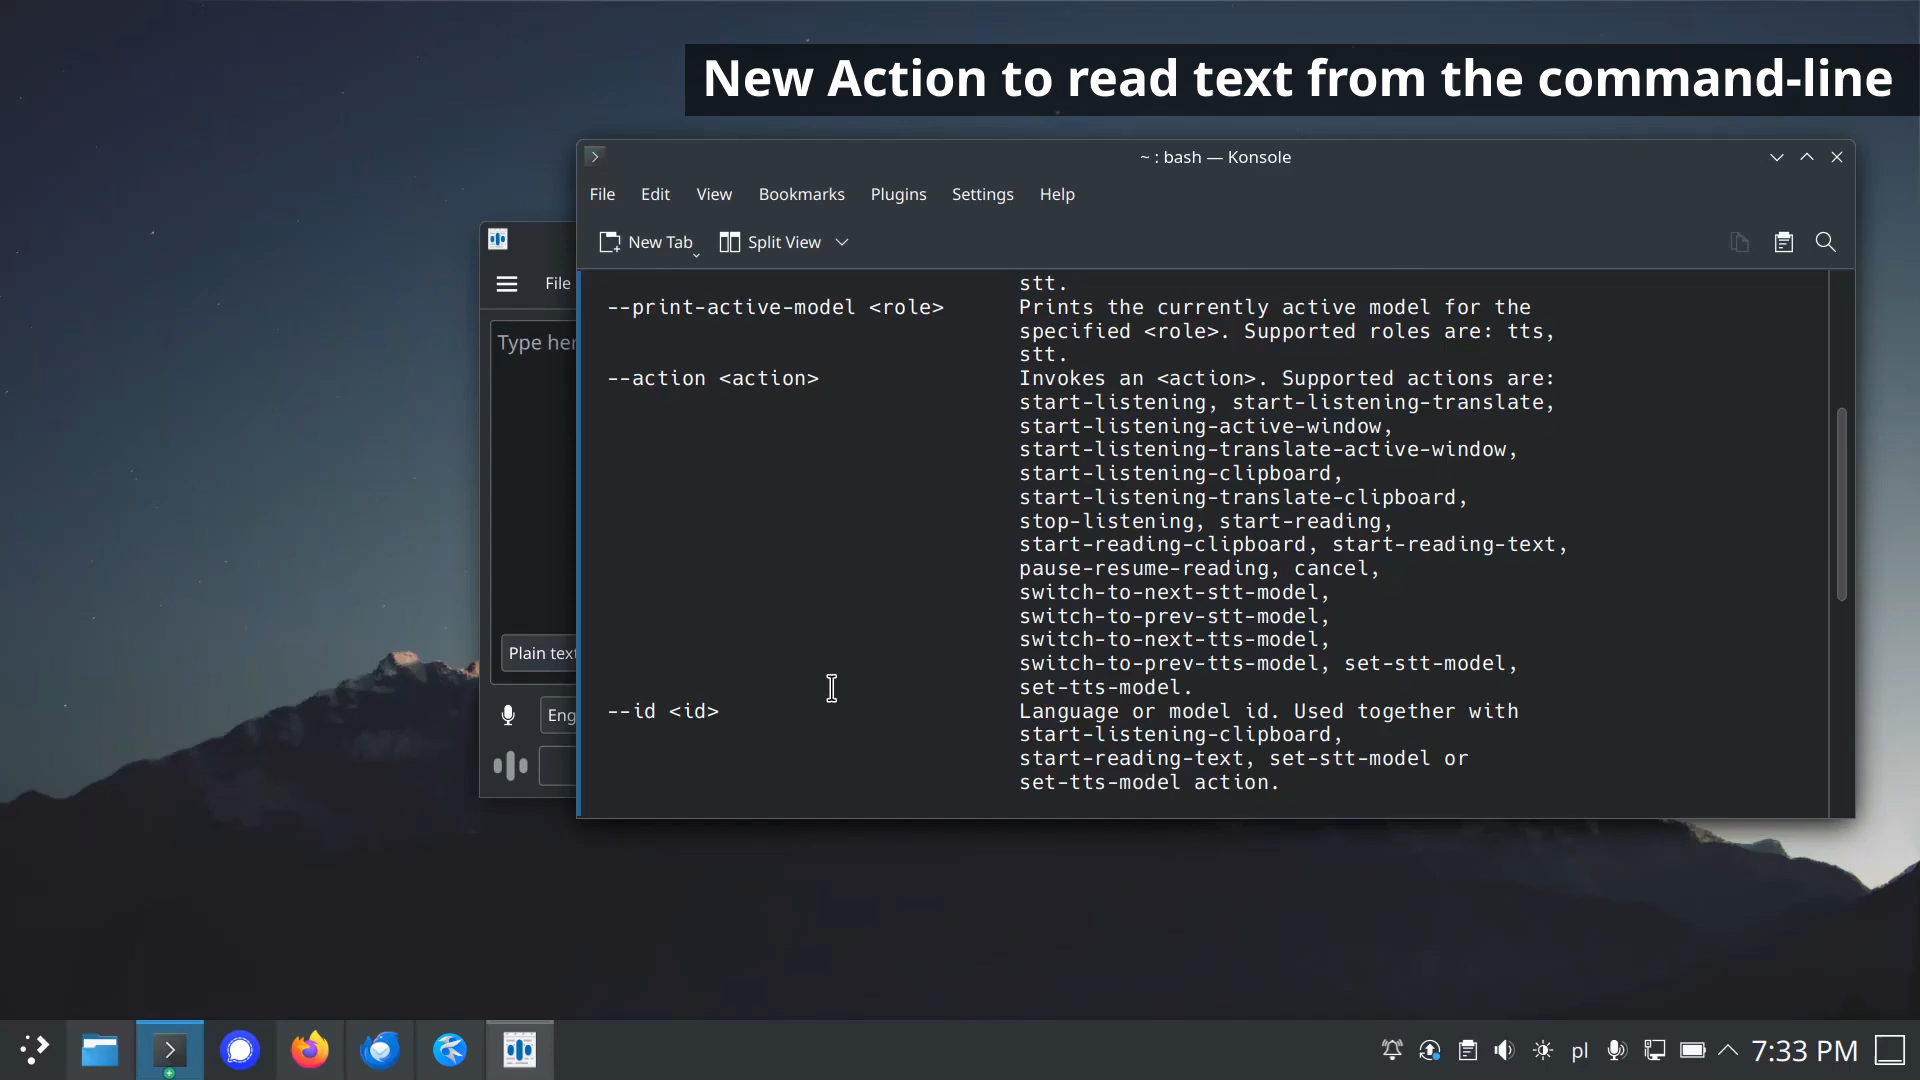 New Action to read text from the command-line
~ : bash — Konsole
File Edit View Bookmarks Plugins Settings Help
New Tab Split View
File
Type her
Plain text
Eng
stt.
--print-active-model <role> Prints the currently active model for the
specified <role>. Supported roles are: tts,
stt.
--action <action> Invokes an <action>. Supported actions are:
start-listening, start-listening-translate,
start-listening-active-window,
start-listening-translate-active-window,
start-listening-clipboard,
start-listening-translate-clipboard,
stop-listening, start-reading,
start-reading-clipboard, start-reading-text,
pause-resume-reading, cancel,
switch-to-next-stt-model,
switch-to-prev-stt-model,
switch-to-next-tts-model,
switch-to-prev-tts-model, set-stt-model,
set-tts-model.
--id <id> Language or model id. Used together with
start-listening-clipboard,
start-reading-text, set-stt-model or
set-tts-model action.
pl 7:33 PM